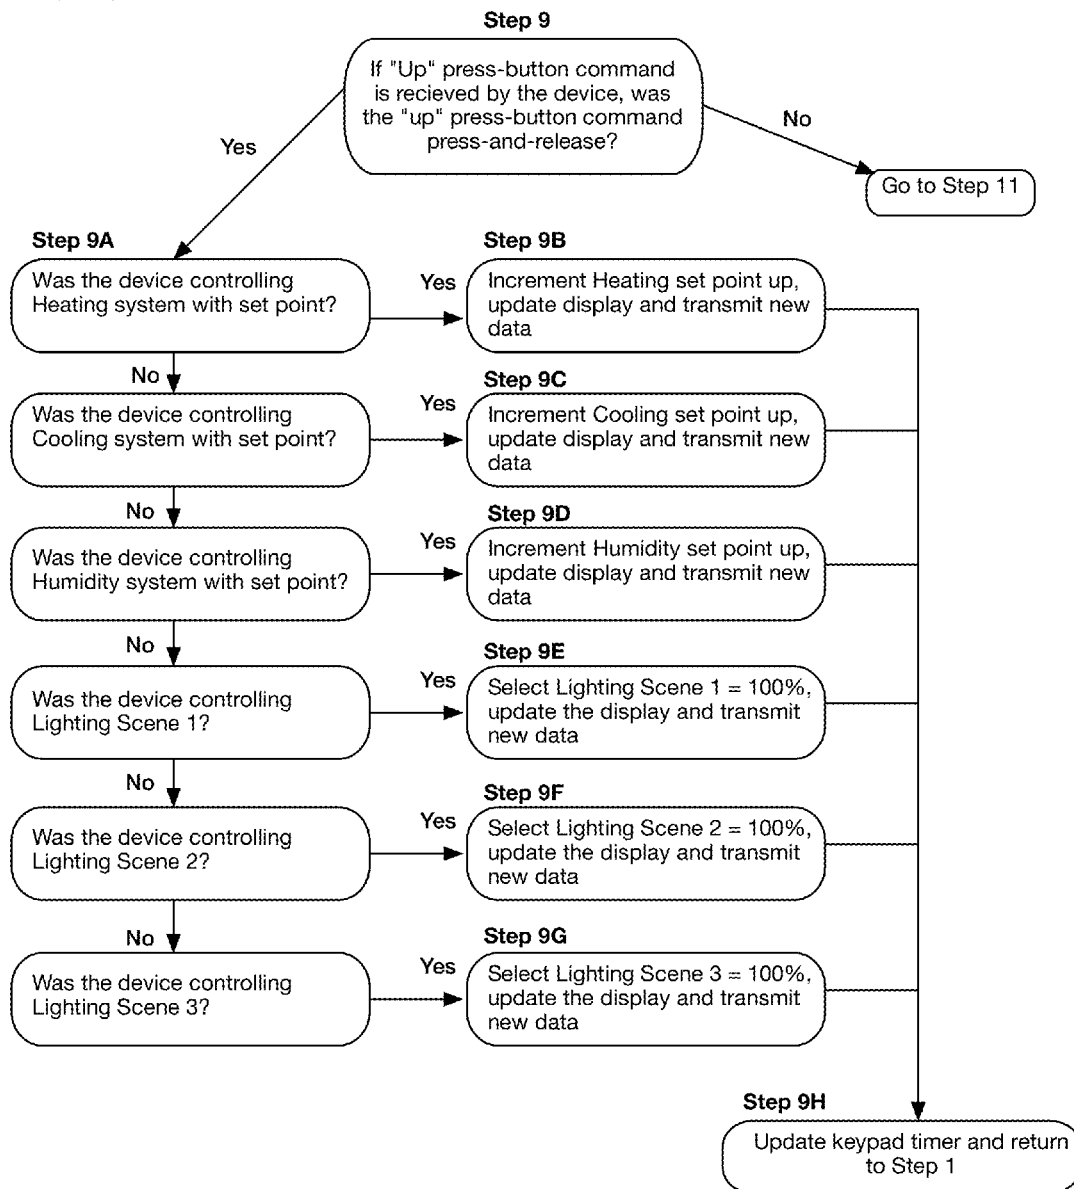 Step 9
If "Up" press-button command
is recieved by the device, was
the "up" press-button command
press-and-release?
Yes
No
Go to Step 11
Step 9A
Was the device controlling
Heating system with set point?
Yes
Step 9B
Increment Heating set point up,
update display and transmit new
data
No
Was the device controlling
Cooling system with set point?
Yes
Step 9C
Increment Cooling set point up,
update display and transmit new
data
No
Was the device controlling
Humidity system with set point?
Yes
Step 9D
Increment Humidity set point up,
update display and transmit new
data
No
Was the device controlling
Lighting Scene 1?
Yes
Step 9E
Select Lighting Scene 1 = 100%,
update the display and transmit
new data
No
Was the device controlling
Lighting Scene 2?
Yes
Step 9F
Select Lighting Scene 2 = 100%,
update the display and transmit
new data
No
Was the device controlling
Lighting Scene 3?
Yes
Step 9G
Select Lighting Scene 3 = 100%,
update the display and transmit
new data
Step 9H
Update keypad timer and return
to Step 1